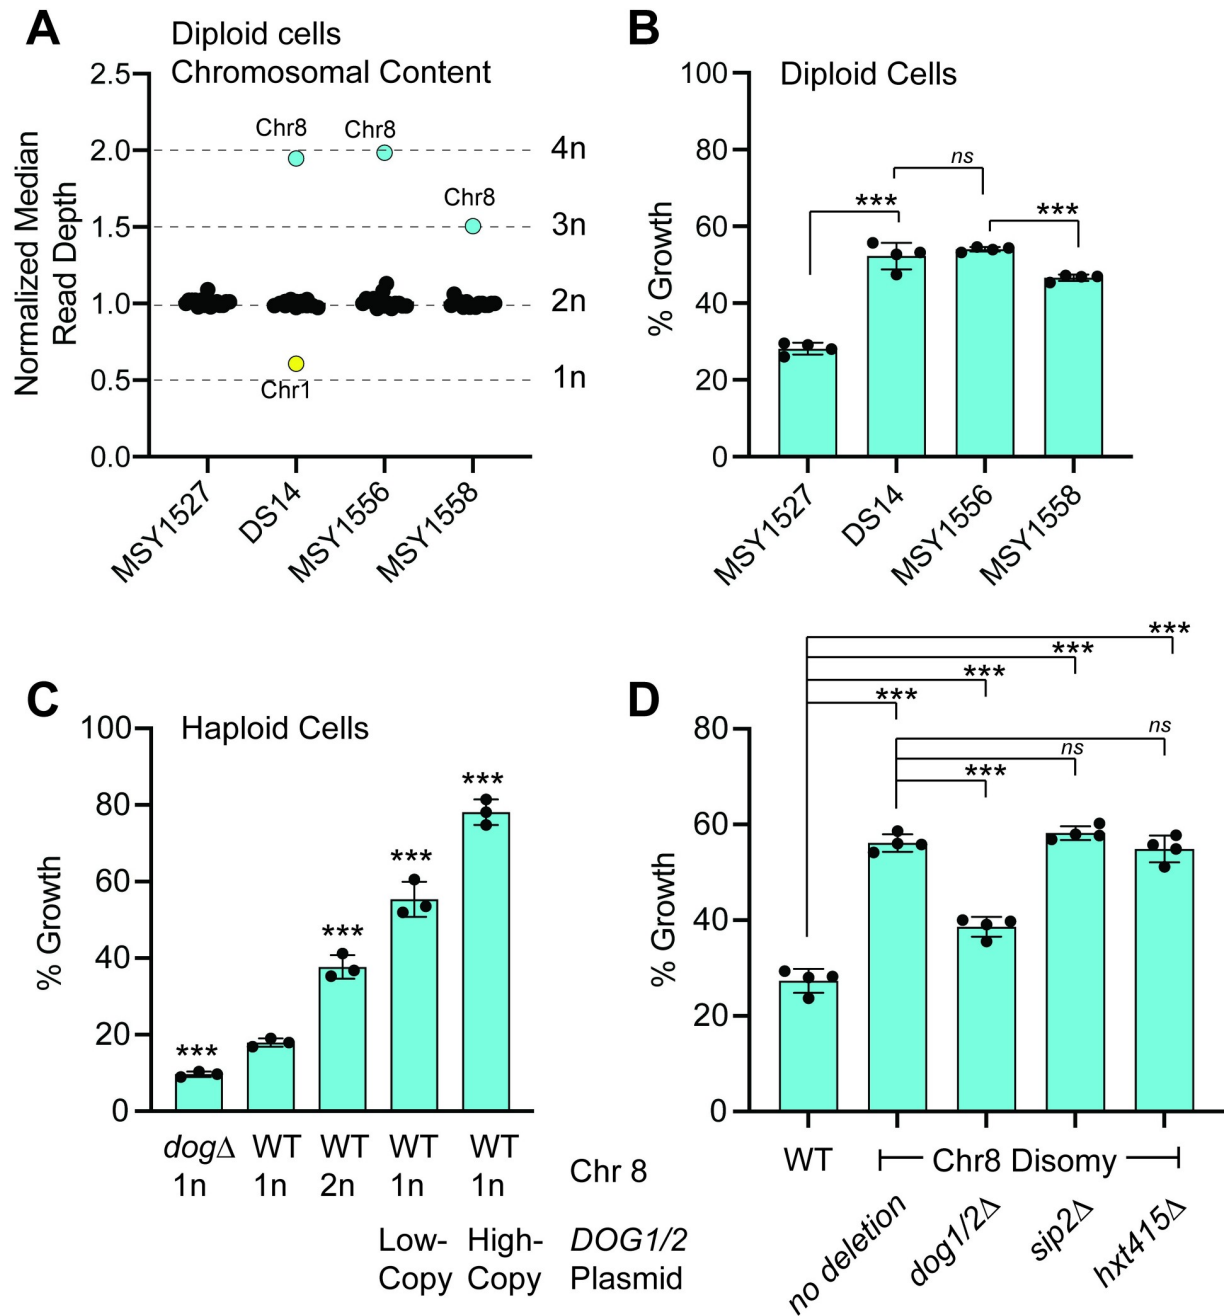 A
Diploid cells
Chromosomal Content
Normalized Median
Read Depth
2.5
2.0
1.5
1.0
0.5
0.0
4n
3n
2n
1n
Chr8
Chr8
Chr8
Chr1
MSY1527
DS14
MSY1556
MSY1558
B
Diploid Cells
% Growth
100
80
60
40
20
0
***
ns
***
MSY1527
DS14
MSY1556
MSY1558
C
Haploid Cells
% Growth
100
80
60
40
20
0
***
***
***
***
dogΔ WT WT WT WT
1n 1n 2n 1n 1n
Chr 8
Low- High- DOG1/2
Copy Copy Plasmid
D
% Growth
80
60
40
20
0
***
***
***
***
ns
ns
***
WT
Chr8 Disomy
no deletion
dog1/2Δ
sip2Δ
hxt415Δ